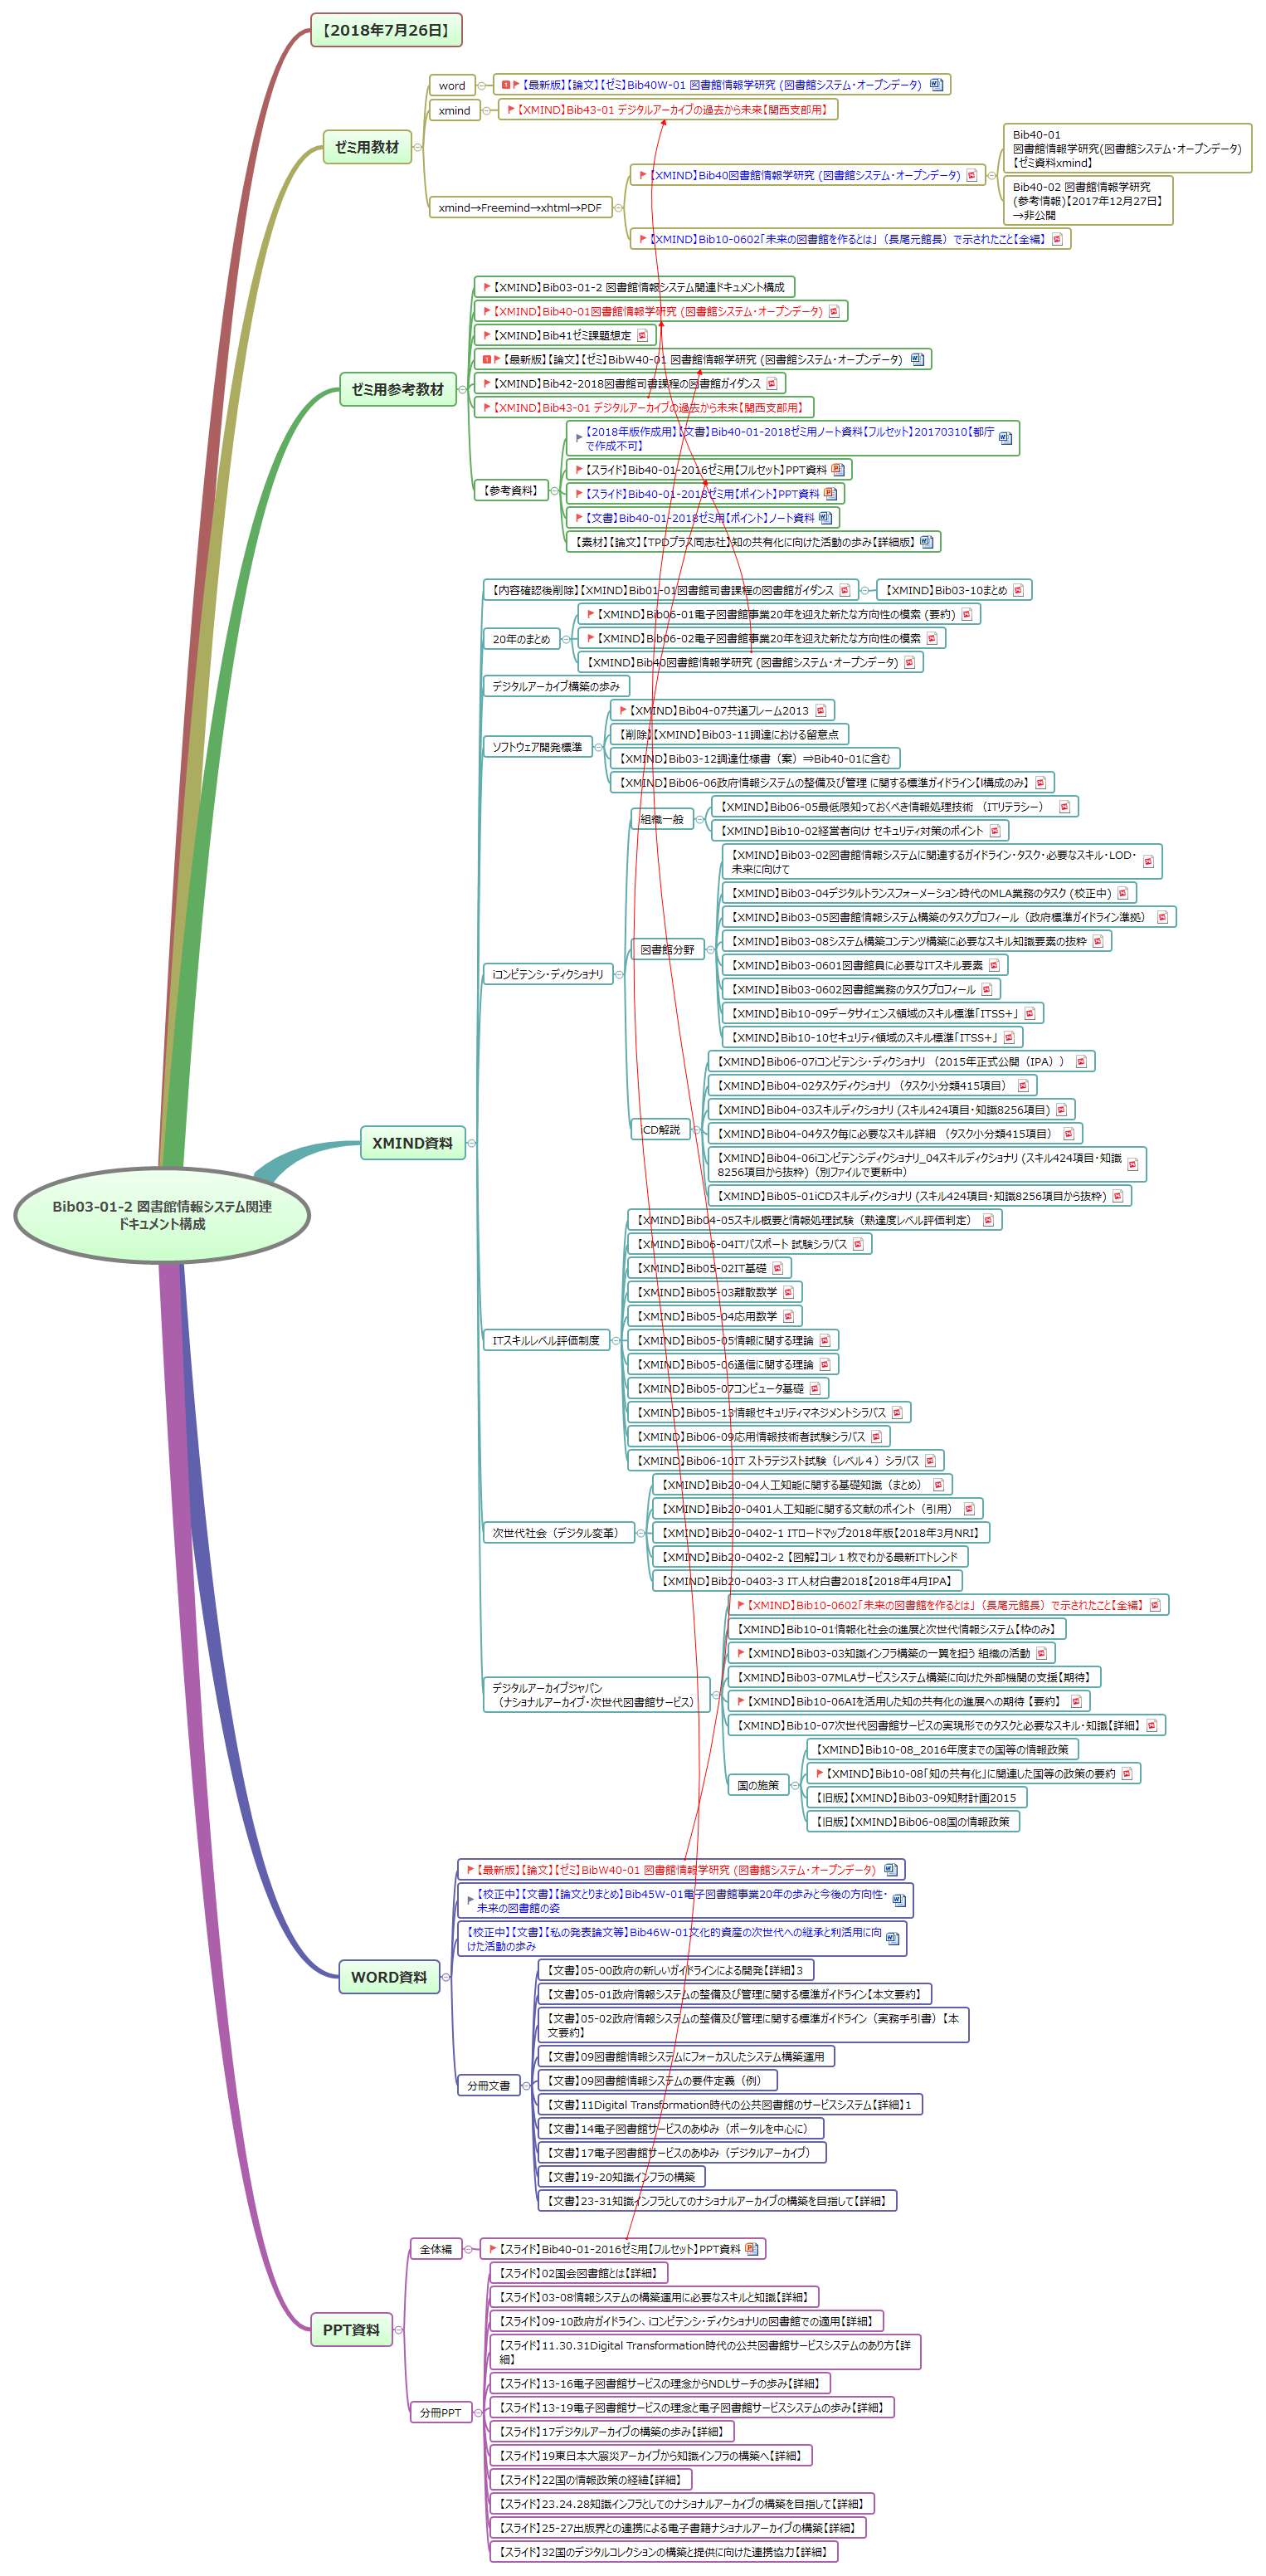 【2018年7月26日】
ゼミ用教材
word
【最新版】【論文】【ゼミ】Bib40W-01 図書館情報学研究 (図書館システム・オープンデータ)
xmind
【XMIND】Bib43-01 デジタルアーカイブの過去から未来【関西支部用】
xmind→Freemind→xhtml→PDF
【XMIND】Bib40図書館情報学研究 (図書館システム・オープンデータ)
Bib40-01
図書館情報学研究(図書館システム・オープンデータ)
【ゼミ資料xmind】
Bib40-02 図書館情報学研究
(参考情報)【2017年12月27日】
→非公開
【XMIND】Bib10-0602「未来の図書館を作るとは」（長尾元館長）で示されたこと【全編】
ゼミ用参考教材
【XMIND】Bib03-01-2 図書館情報システム関連ドキュメント構成
【XMIND】Bib40-01図書館情報学研究 (図書館システム・オープンデータ)
【XMIND】Bib41ゼミ課題想定
【最新版】【論文】【ゼミ】BibW40-01 図書館情報学研究 (図書館システム・オープンデータ)
【XMIND】Bib42-2018図書館司書課程の図書館ガイダンス
【XMIND】Bib43-01 デジタルアーカイブの過去から未来【関西支部用】
【参考資料】
【2018年版作成用】【文書】Bib40-01-2018ゼミ用ノート資料【フルセット】20170310【都庁
で作成不可】
【スライド】Bib40-01-2016ゼミ用【フルセット】PPT資料
【スライド】Bib40-01-2018ゼミ用【ポイント】PPT資料
【文書】Bib40-01-2018ゼミ用【ポイント】ノート資料
【素材】【論文】【TPDプラス同志社】知の共有化に向けた活動の歩み【詳細版】
XMIND資料
【内容確認後削除】【XMIND】Bib01-01図書館司書課程の図書館ガイダンス
【XMIND】Bib03-10まとめ
20年のまとめ
【XMIND】Bib06-01電子図書館事業20年を迎えた新たな方向性の模索 (要約)
【XMIND】Bib06-02電子図書館事業20年を迎えた新たな方向性の模索
【XMIND】Bib40図書館情報学研究 (図書館システム・オープンデータ)
デジタルアーカイブ構築の歩み
ソフトウェア開発標準
【XMIND】Bib04-07共通フレーム2013
【削除】【XMIND】Bib03-11調達における留意点
【XMIND】Bib03-12調達仕様書（案）⇒Bib40-01に含む
【XMIND】Bib06-06政府情報システムの整備及び管理 に関する標準ガイドライン【I構成のみ】
iコンピテンシ・ディクショナリ
組織一般
【XMIND】Bib06-05最低限知っておくべき情報処理技術 （ITリテラシー）
【XMIND】Bib10-02経営者向け セキュリティ対策のポイント
図書館分野
【XMIND】Bib03-02図書館情報システムに関連するガイドライン・タスク・必要なスキル・LOD・
未来に向けて
【XMIND】Bib03-04デジタルトランスフォーメーション時代のMLA業務のタスク (校正中)
【XMIND】Bib03-05図書館情報システム構築のタスクプロフィール（政府標準ガイドライン準拠）
【XMIND】Bib03-08システム構築コンテンツ構築に必要なスキル知識要素の抜粋
【XMIND】Bib03-0601図書館員に必要なITスキル要素
【XMIND】Bib03-0602図書館業務のタスクプロフィール
【XMIND】Bib10-09データサイエンス領域のスキル標準「ITSS+」
【XMIND】Bib10-10セキュリティ領域のスキル標準「ITSS+」
iCD解説
【XMIND】Bib06-07iコンピテンシ・ディクショナリ （2015年正式公開（IPA））
【XMIND】Bib04-02タスクディクショナリ （タスク小分類415項目）
【XMIND】Bib04-03スキルディクショナリ (スキル424項目・知識8256項目)
【XMIND】Bib04-04タスク毎に必要なスキル詳細 （タスク小分類415項目）
【XMIND】Bib04-06iコンピテンシディクショナリ_04スキルディクショナリ (スキル424項目・知識
8256項目から抜粋)（別ファイルで更新中）
【XMIND】Bib05-01iCDスキルディクショナリ (スキル424項目・知識8256項目から抜粋)
Bib03-01-2 図書館情報システム関連
ドキュメント構成
ITスキルレベル評価制度
【XMIND】Bib04-05スキル概要と情報処理試験（熟達度レベル評価判定）
【XMIND】Bib06-04ITパスポート 試験シラバス
【XMIND】Bib05-02IT基礎
【XMIND】Bib05-03離散数学
【XMIND】Bib05-04応用数学
【XMIND】Bib05-05情報に関する理論
【XMIND】Bib05-06通信に関する理論
【XMIND】Bib05-07コンピュータ基礎
【XMIND】Bib05-13情報セキュリティマネジメントシラバス
【XMIND】Bib06-09応用情報技術者試験シラバス
【XMIND】Bib06-10IT ストラテジスト試験（レベル４）シラバス
次世代社会（デジタル変革）
【XMIND】Bib20-04人工知能に関する基礎知識（まとめ）
【XMIND】Bib20-0401人工知能に関する文献のポイント（引用）
【XMIND】Bib20-0402-1 ITロードマップ2018年版【2018年3月NRI】
【XMIND】Bib20-0402-2 【図解】コレ１枚でわかる最新ITトレンド
【XMIND】Bib20-0403-3 IT人材白書2018【2018年4月IPA】
デジタルアーカイブジャパン
（ナショナルアーカイブ・次世代図書館サービス）
【XMIND】Bib10-0602「未来の図書館を作るとは」（長尾元館長）で示されたこと【全編】
【XMIND】Bib10-01情報化社会の進展と次世代情報システム【枠のみ】
【XMIND】Bib03-03知識インフラ構築の一翼を担う 組織の活動
【XMIND】Bib03-07MLAサービスシステム構築に向けた外部機関の支援【期待】
【XMIND】Bib10-06AIを活用した知の共有化の進展への期待 【要約】
【XMIND】Bib10-07次世代図書館サービスの実現形でのタスクと必要なスキル・知識【詳細】
国の施策
【XMIND】Bib10-08_2016年度までの国等の情報政策
【XMIND】Bib10-08「知の共有化」に関連した国等の政策の要約
【旧版】【XMIND】Bib03-09知財計画2015
【旧版】【XMIND】Bib06-08国の情報政策
WORD資料
【最新版】【論文】【ゼミ】BibW40-01 図書館情報学研究 (図書館システム・オープンデータ)
【校正中】【文書】【論文とりまとめ】Bib45W-01電子図書館事業20年の歩みと今後の方向性・
未来の図書館の姿
【校正中】【文書】【私の発表論文等】Bib46W-01文化的資産の次世代への継承と利活用に向
けた活動の歩み
分冊文書
【文書】05-00政府の新しいガイドラインによる開発【詳細】3
【文書】05-01政府情報システムの整備及び管理に関する標準ガイドライン【本文要約】
【文書】05-02政府情報システムの整備及び管理に関する標準ガイドライン（実務手引書）【本
文要約】
【文書】09図書館情報システムにフォーカスしたシステム構築運用
【文書】09図書館情報システムの要件定義（例）
【文書】11Digital Transformation時代の公共図書館のサービスシステム【詳細】1
【文書】14電子図書館サービスのあゆみ（ポータルを中心に）
【文書】17電子図書館サービスのあゆみ（デジタルアーカイブ）
【文書】19-20知識インフラの構築
【文書】23-31知識インフラとしてのナショナルアーカイブの構築を目指して【詳細】
PPT資料
全体編
【スライド】Bib40-01-2016ゼミ用【フルセット】PPT資料
分冊PPT
【スライド】02国会図書館とは【詳細】
【スライド】03-08情報システムの構築運用に必要なスキルと知識【詳細】
【スライド】09-10政府ガイドライン、iコンピテンシ・ディクショナリの図書館での適用【詳細】
【スライド】11.30.31Digital Transformation時代の公共図書館サービスシステムのあり方【詳
細】
【スライド】13-16電子図書館サービスの理念からNDLサーチの歩み【詳細】
【スライド】13-19電子図書館サービスの理念と電子図書館サービスシステムの歩み【詳細】
【スライド】17デジタルアーカイブの構築の歩み【詳細】
【スライド】19東日本大震災アーカイブから知識インフラの構築へ【詳細】
【スライド】22国の情報政策の経緯【詳細】
【スライド】23.24.28知識インフラとしてのナショナルアーカイブの構築を目指して【詳細】
【スライド】25-27出版界との連携による電子書籍ナショナルアーカイブの構築【詳細】
【スライド】32国のデジタルコレクションの構築と提供に向けた連携協力【詳細】